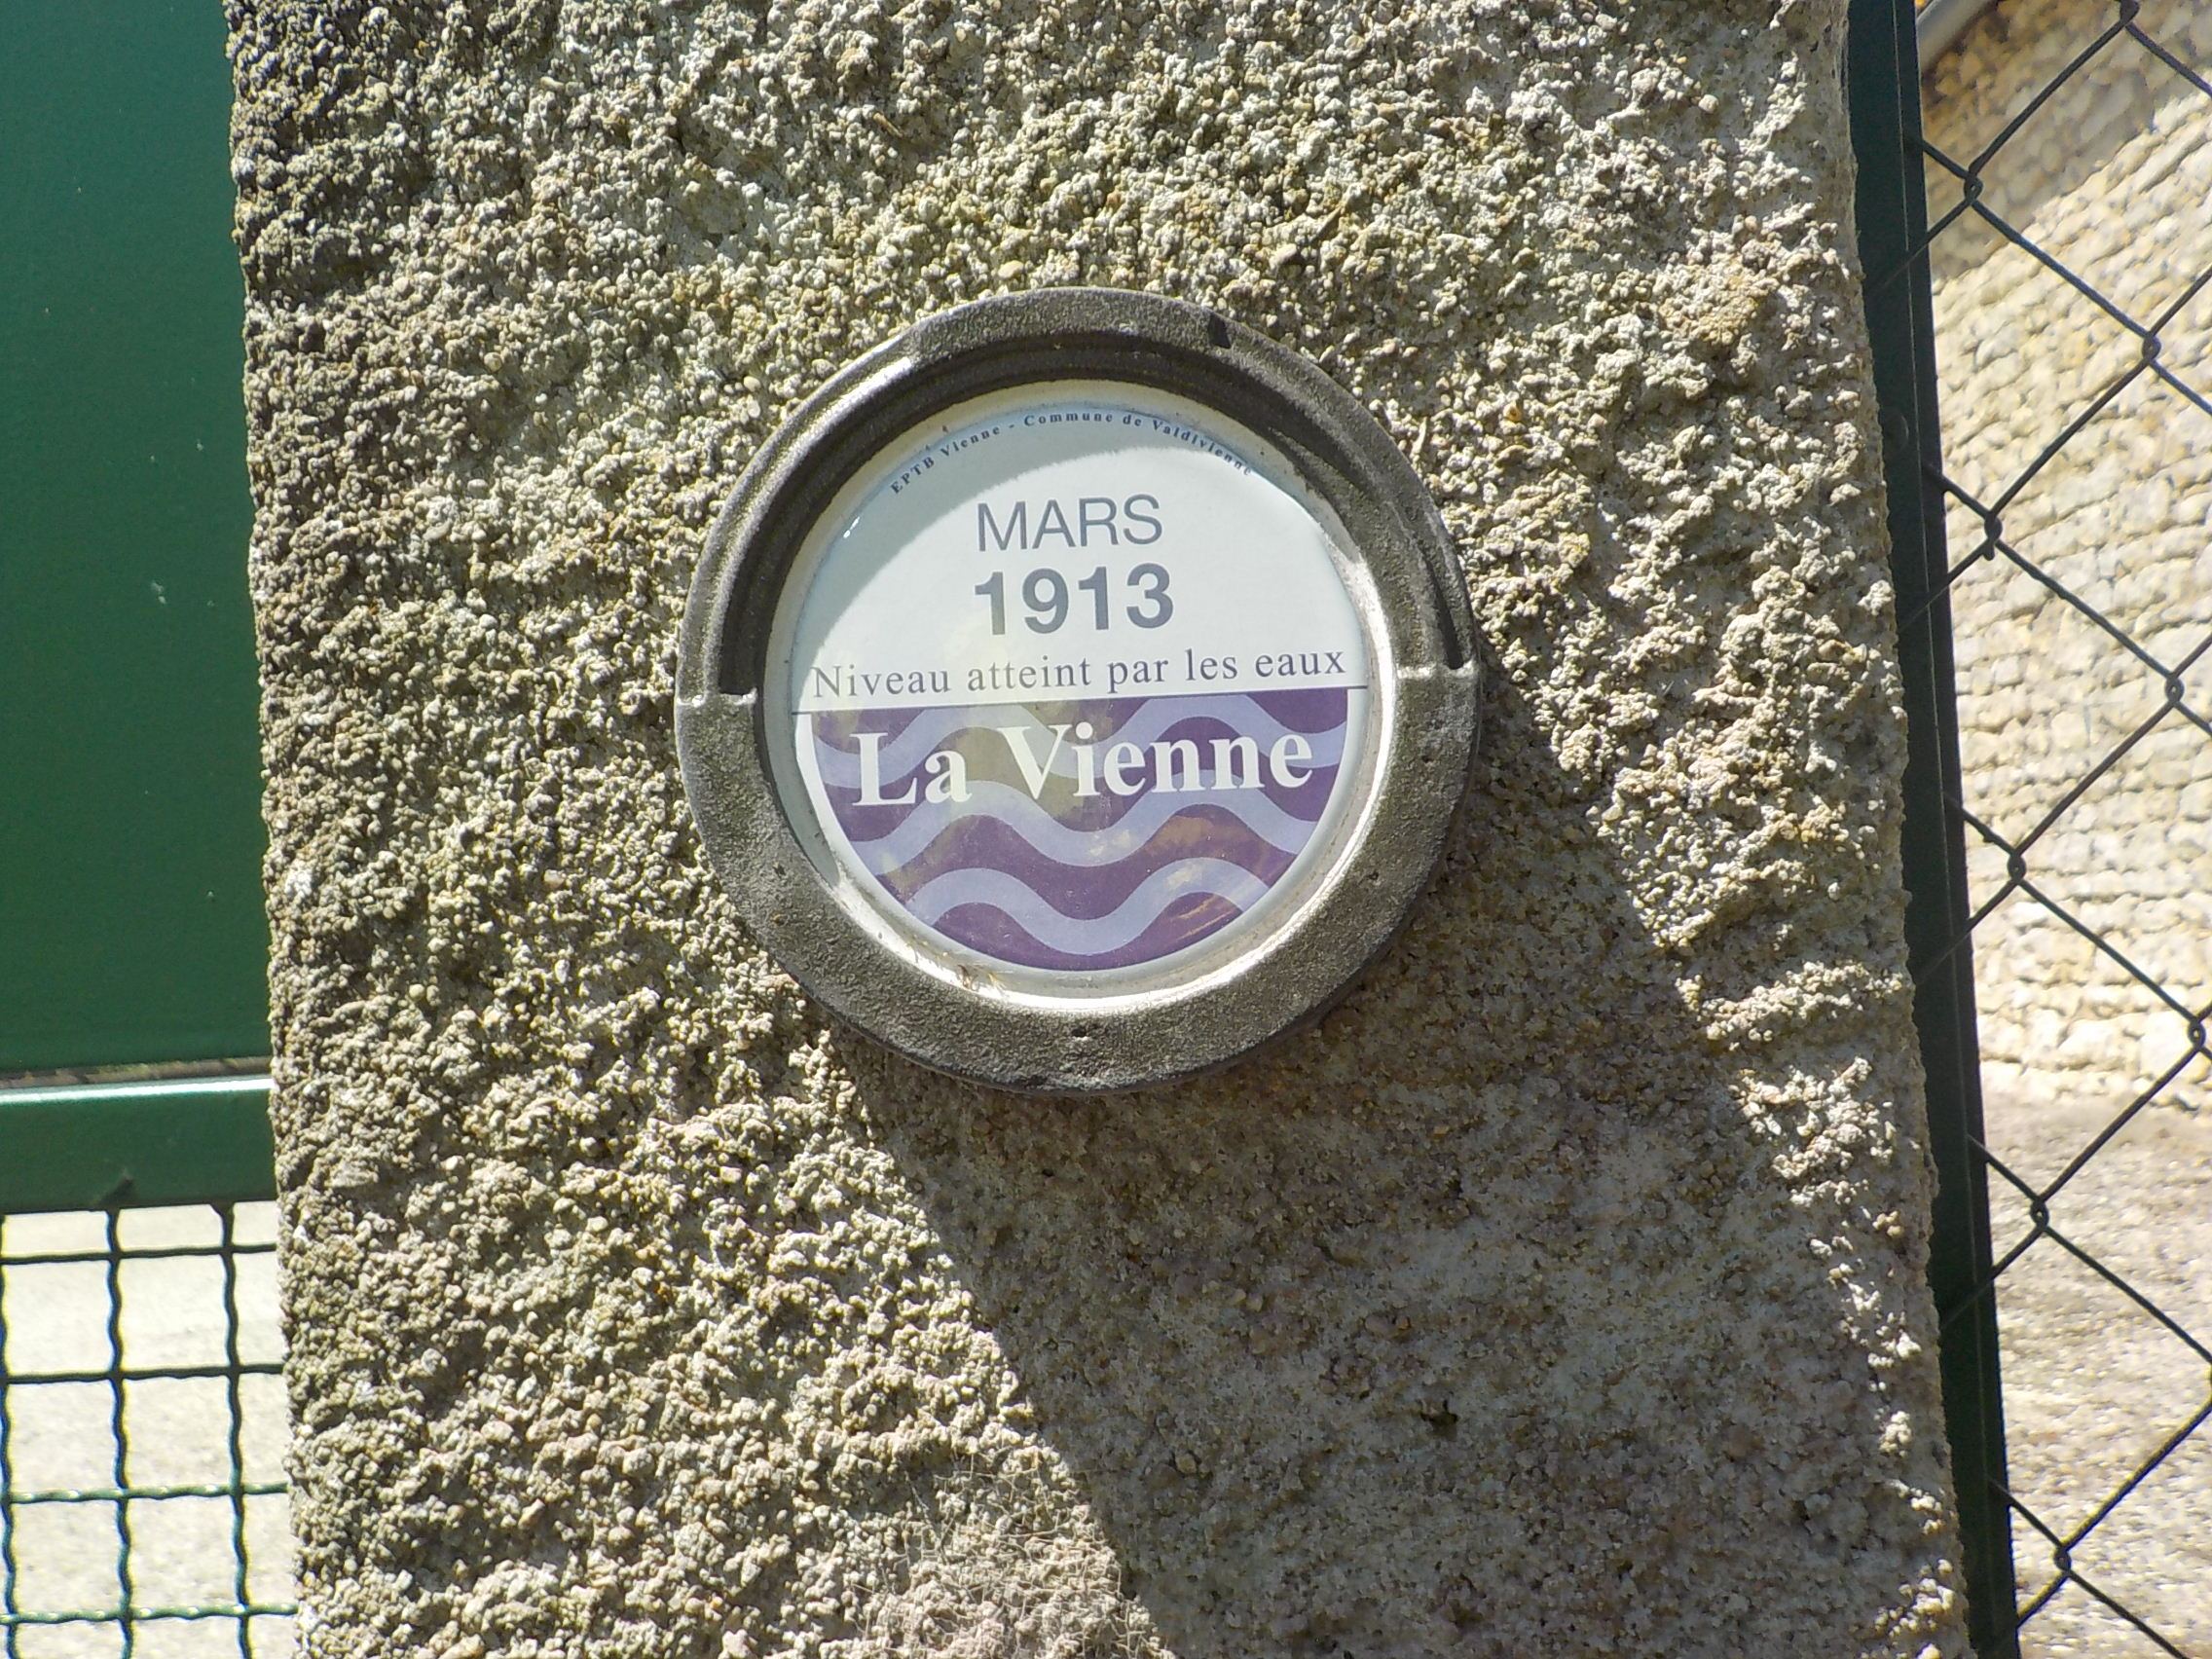 EPTB Vienne - Commune de Valdivienne
MARS
1913
Niveau atteint par les eaux
La Vienne